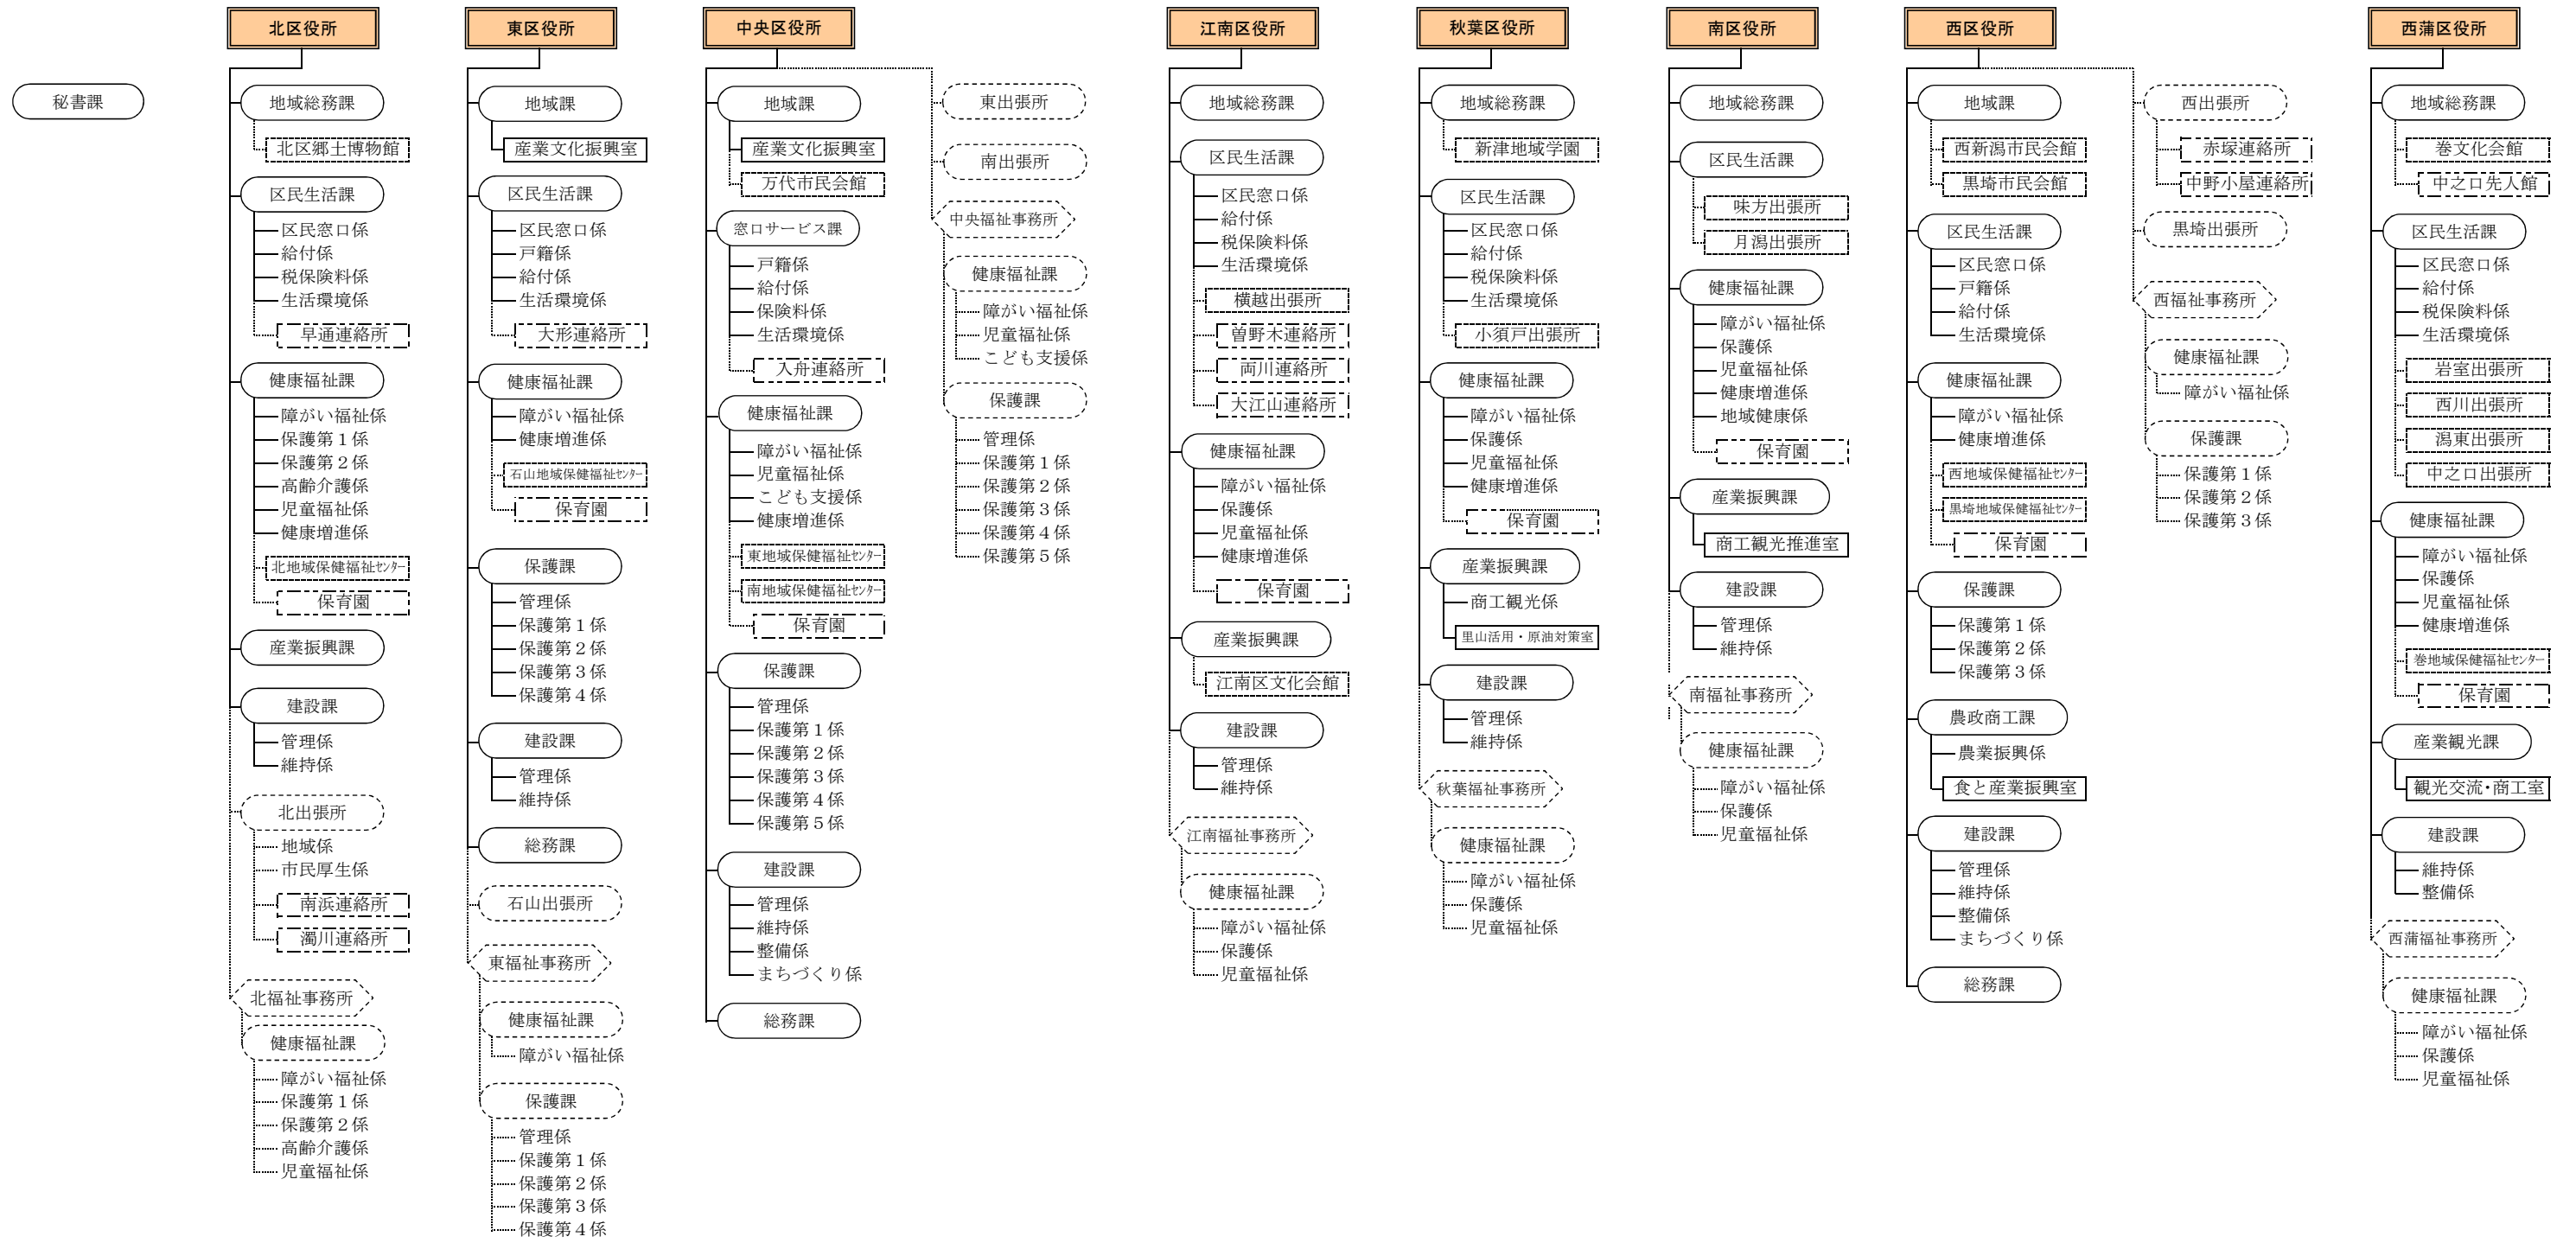 秘書課
北区役所
地域総務課
北区郷土博物館
区民生活課
区民窓口係
給付係
税保険料係
生活環境係
早通連絡所
健康福祉課
障がい福祉係
保護第１係
保護第２係
高齢介護係
児童福祉係
健康増進係
北地域保健福祉ｾﾝﾀｰ
保育園
産業振興課
建設課
管理係
維持係
北出張所
地域係
市民厚生係
南浜連絡所
濁川連絡所
北福祉事務所
健康福祉課
障がい福祉係
保護第１係
保護第２係
高齢介護係
児童福祉係
東区役所
地域課
産業文化振興室
区民生活課
区民窓口係
戸籍係
給付係
生活環境係
大形連絡所
健康福祉課
障がい福祉係
健康増進係
石山地域保健福祉ｾﾝﾀｰ
保育園
保護課
管理係
保護第１係
保護第２係
保護第３係
保護第４係
建設課
管理係
維持係
総務課
石山出張所
東福祉事務所
健康福祉課
障がい福祉係
保護課
管理係
保護第１係
保護第２係
保護第３係
保護第４係
中央区役所
地域課
産業文化振興室
万代市民会館
窓口サービス課
戸籍係
給付係
保険料係
生活環境係
入舟連絡所
健康福祉課
障がい福祉係
児童福祉係
こども支援係
健康増進係
東地域保健福祉ｾﾝﾀｰ
南地域保健福祉ｾﾝﾀｰ
保育園
保護課
管理係
保護第１係
保護第２係
保護第３係
保護第４係
保護第５係
建設課
管理係
維持係
整備係
まちづくり係
総務課
東出張所
南出張所
中央福祉事務所
健康福祉課
障がい福祉係
児童福祉係
こども支援係
保護課
管理係
保護第１係
保護第２係
保護第３係
保護第４係
保護第５係
江南区役所
地域総務課
区民生活課
区民窓口係
給付係
税保険料係
生活環境係
横越出張所
曽野木連絡所
両川連絡所
大江山連絡所
健康福祉課
障がい福祉係
保護係
児童福祉係
健康増進係
保育園
産業振興課
江南区文化会館
建設課
管理係
維持係
江南福祉事務所
健康福祉課
障がい福祉係
保護係
児童福祉係
秋葉区役所
地域総務課
新津地域学園
区民生活課
区民窓口係
給付係
税保険料係
生活環境係
小須戸出張所
健康福祉課
障がい福祉係
保護係
児童福祉係
健康増進係
保育園
産業振興課
商工観光係
里山活用・原油対策室
建設課
管理係
維持係
秋葉福祉事務所
健康福祉課
障がい福祉係
保護係
児童福祉係
南区役所
地域総務課
区民生活課
味方出張所
月潟出張所
健康福祉課
障がい福祉係
保護係
児童福祉係
健康増進係
地域健康係
保育園
産業振興課
商工観光推進室
建設課
管理係
維持係
南福祉事務所
健康福祉課
障がい福祉係
保護係
児童福祉係
西区役所
地域課
西新潟市民会館
黒埼市民会館
区民生活課
区民窓口係
戸籍係
給付係
生活環境係
健康福祉課
障がい福祉係
健康増進係
西地域保健福祉ｾﾝﾀｰ
黒埼地域保健福祉ｾﾝﾀｰ
保育園
保護課
保護第１係
保護第２係
保護第３係
農政商工課
農業振興係
食と産業振興室
建設課
管理係
維持係
整備係
まちづくり係
総務課
西出張所
赤塚連絡所
中野小屋連絡所
黒埼出張所
西福祉事務所
健康福祉課
障がい福祉係
保護課
保護第１係
保護第２係
保護第３係
西蒲区役所
地域総務課
巻文化会館
中之口先人館
区民生活課
区民窓口係
給付係
税保険料係
生活環境係
岩室出張所
西川出張所
潟東出張所
中之口出張所
健康福祉課
障がい福祉係
保護係
児童福祉係
健康増進係
巻地域保健福祉ｾﾝﾀｰ
保育園
産業観光課
観光交流・商工室
建設課
維持係
整備係
西蒲福祉事務所
健康福祉課
障がい福祉係
保護係
児童福祉係